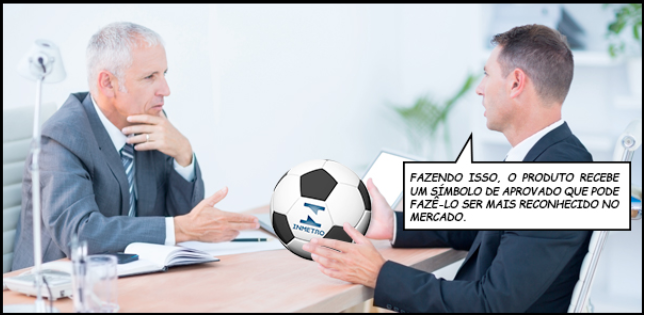 FAZENDO ISSO, O PRODUTO RECEBE
UM SÍMBOLO DE APROVADO QUE PODE
FAZÊ-LO SER MAIS RECONHECIDO NO
MERCADO.
INMETRO